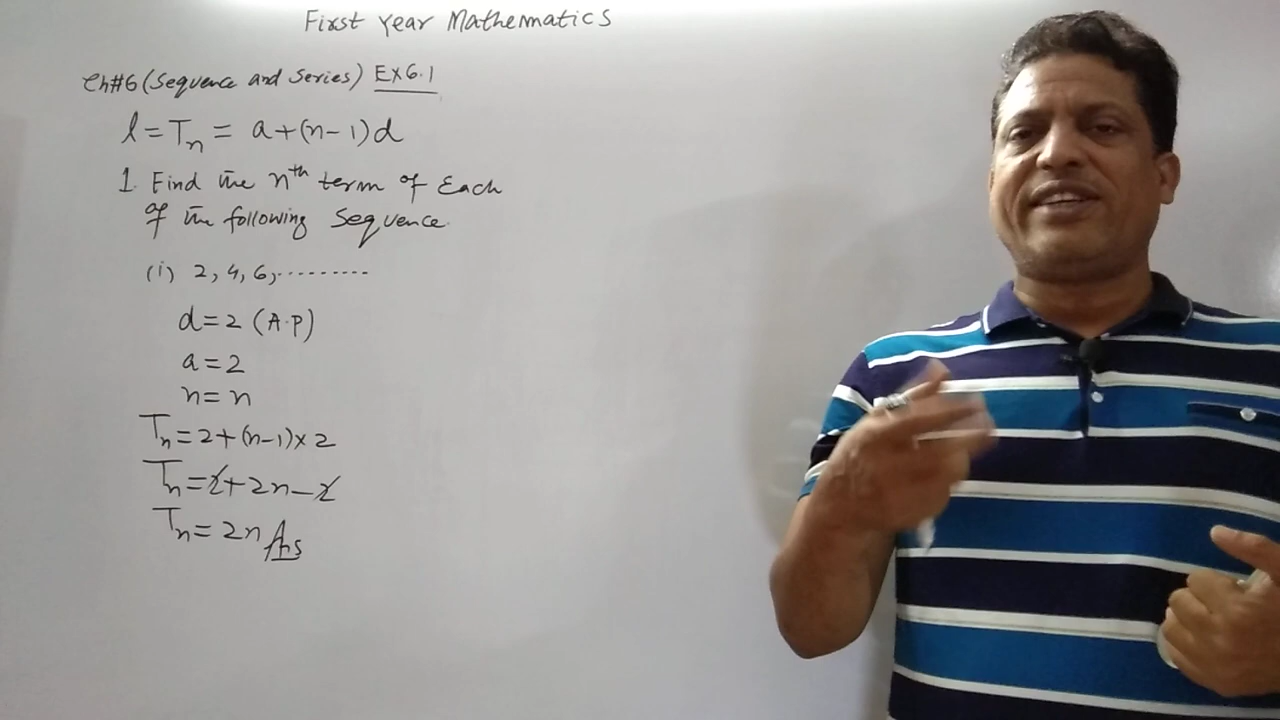 First Year Mathematics
Ch#6 (Sequence and Series) Ex 6.1
l = Tn = a+(n-1)d
1. Find the nth term of Each
of the following Sequence.
(i) 2, 4, 6, ---------
d=2 (A.P)
a=2
n=n
Tn=2+(n-1)×2
Tn=2+2n-2
Tn=2n Ans